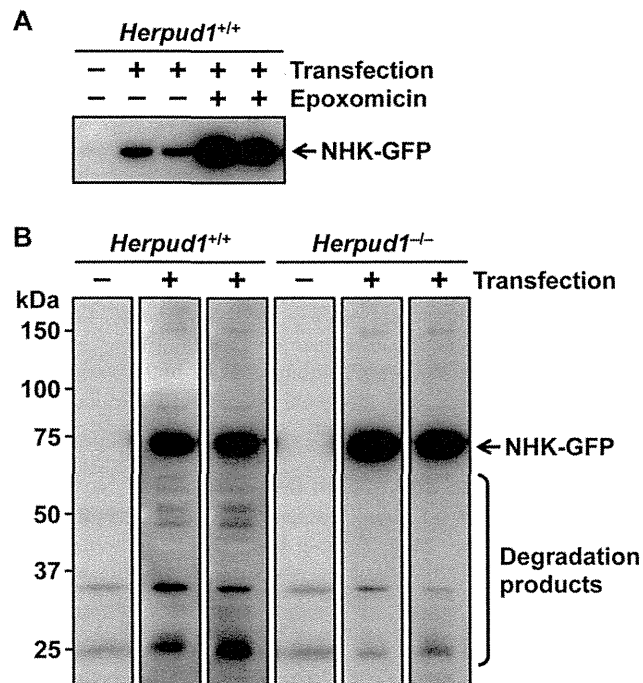 A
Herpud1+/+
− + + + + Transfection
− − − + + Epoxomicin
←NHK-GFP
B
Herpud1+/+ Herpud1−/−
− + + − + + Transfection
kDa
150
100
75
←NHK-GFP
50
37
Degradation
products
25